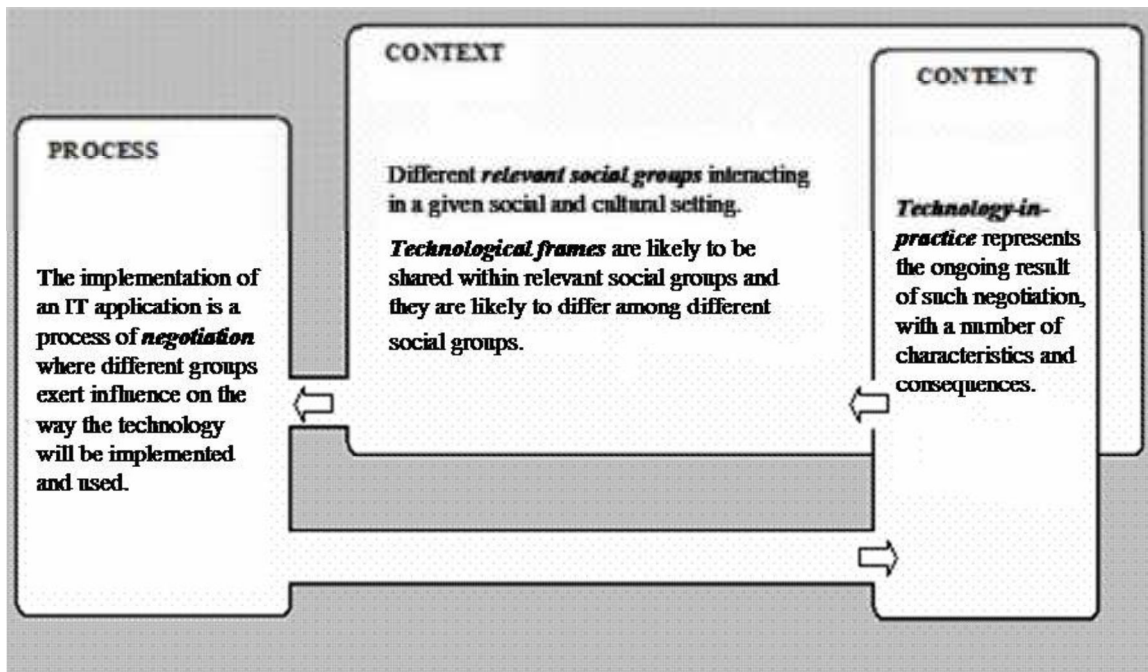 CONTEXT
Different relevant social groups interacting
in a given social and cultural setting.
Technological frames are likely to be
shared within relevant social groups and
they are likely to differ among different
social groups.
CONTENT
Technology-in-
practice represents
the ongoing result
of such negotiation,
with a number of
characteristics and
consequences.
PROCESS
The implementation of
an IT application is a
process of negotiation
where different groups
exert influence on the
way the technology
will be implemented
and used.